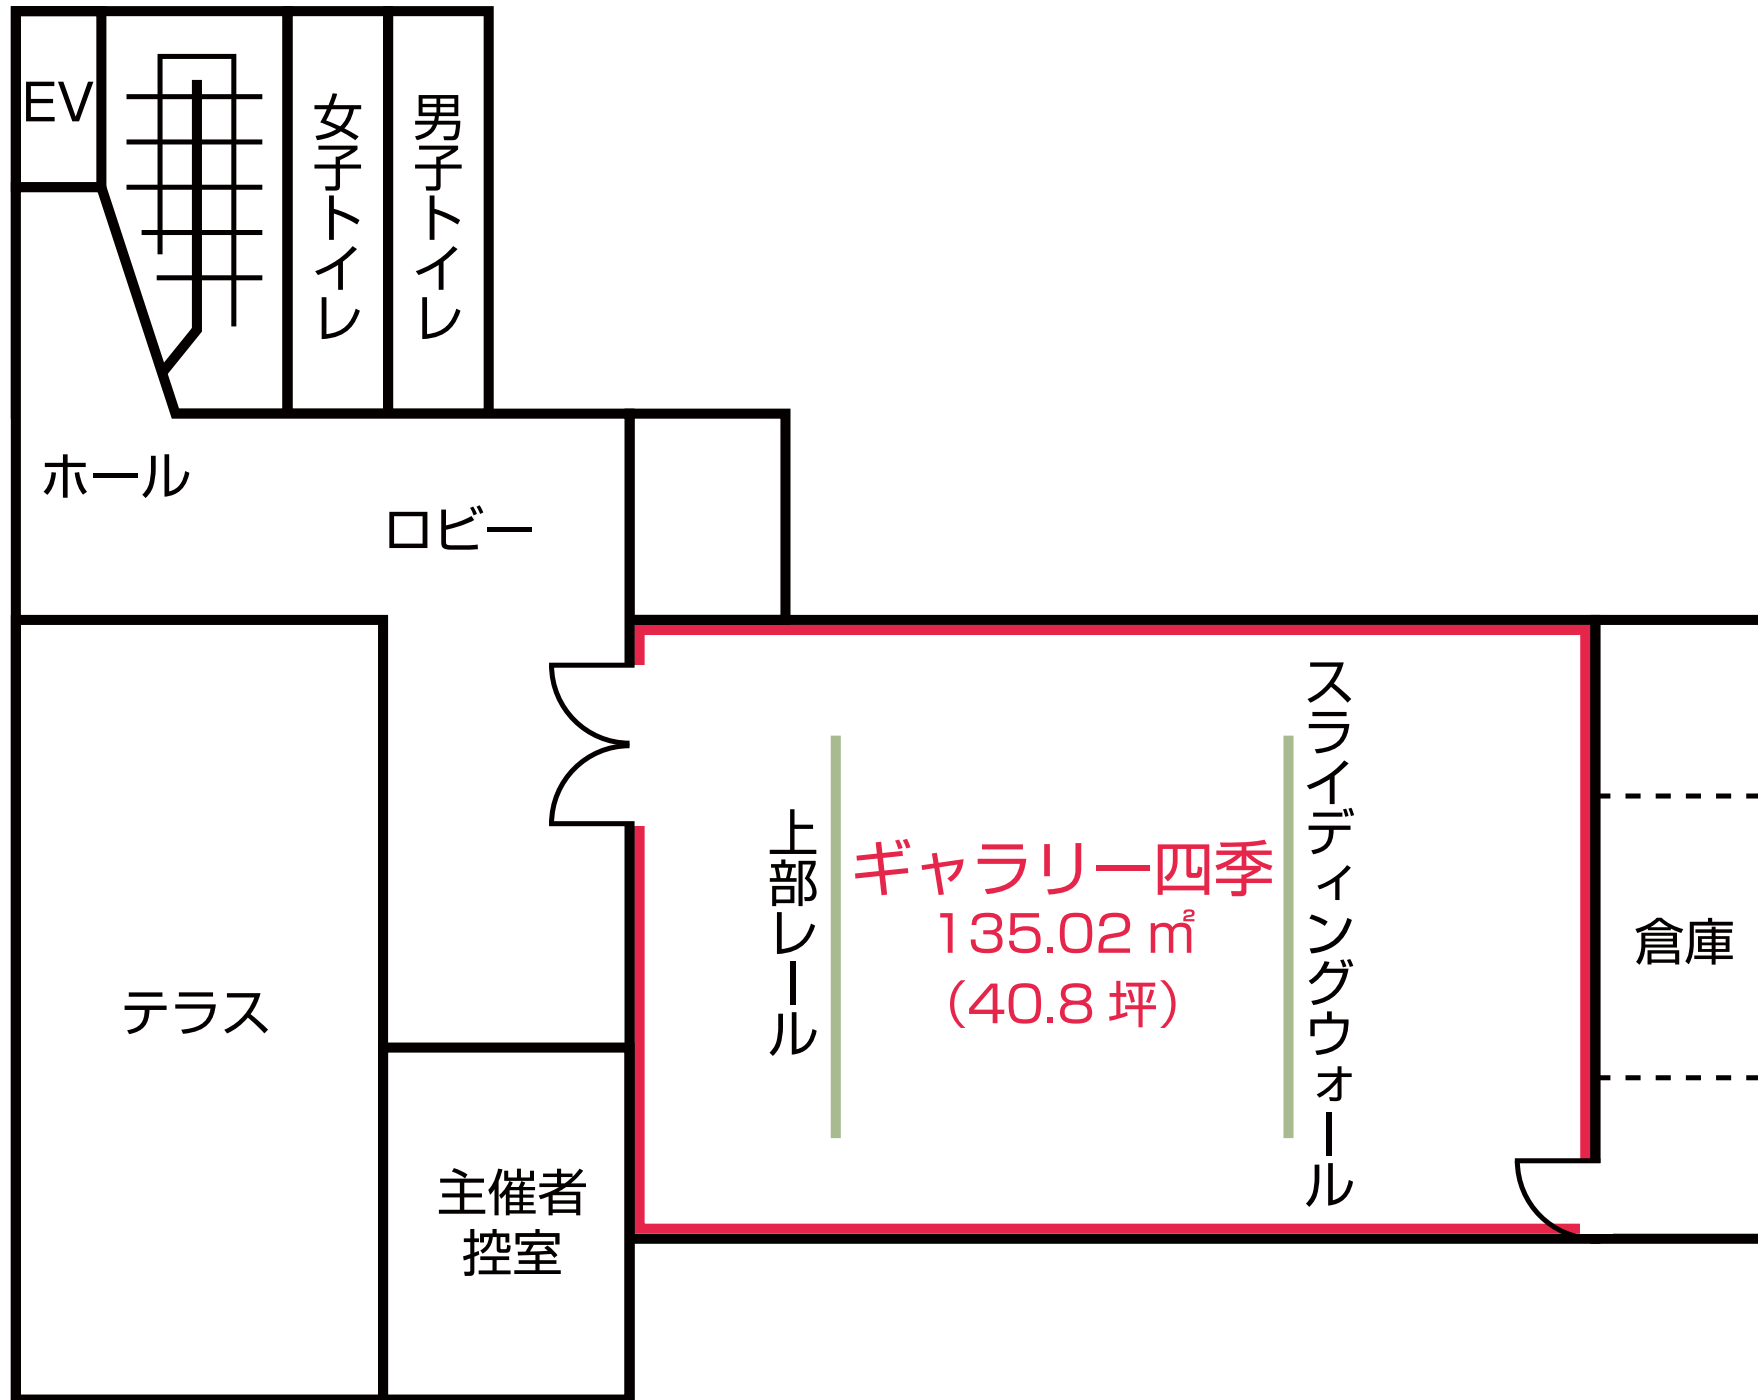 EV
女子トイレ
男子トイレ
ホール
ロビー
スライディングウォール
上部レール
ギャラリー四季
135.02 ㎡
(40.8 坪)
倉庫
テラス
主催者
控室